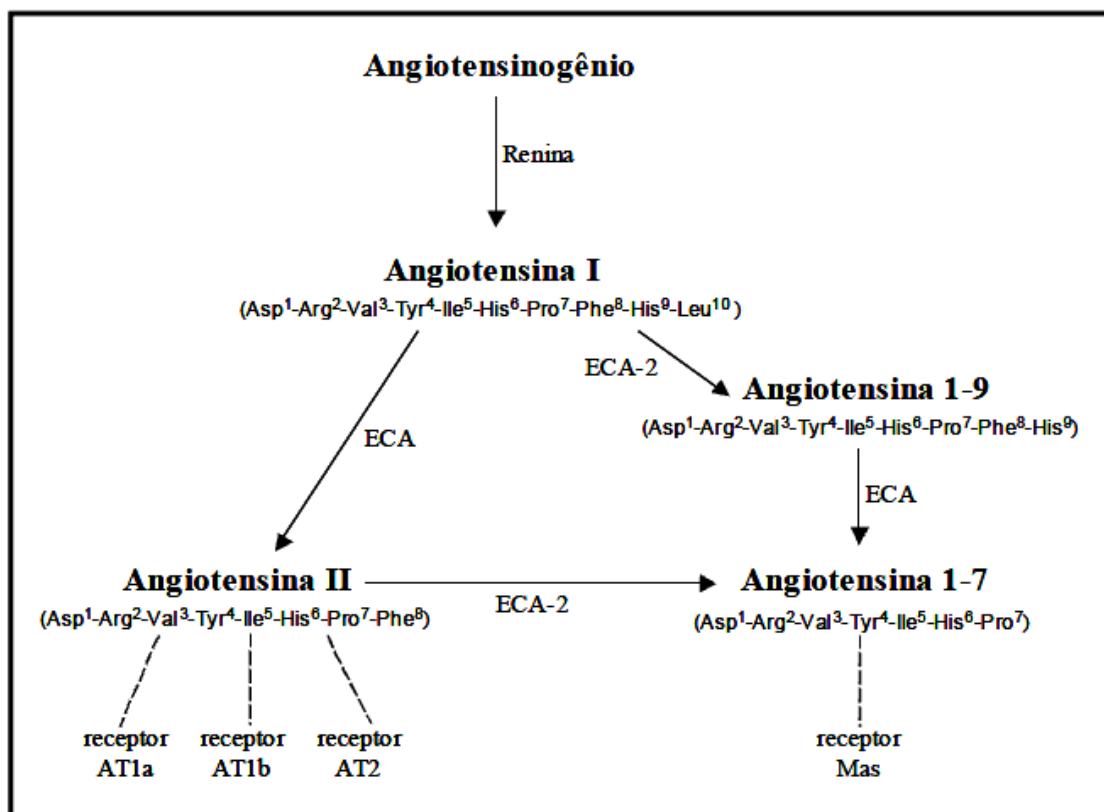 Angiotensinogênio
Renina
Angiotensina I
(Asp¹-Arg²-Val³-Tyr⁴-Ile⁵-His⁶-Pro⁷-Phe⁸-His⁹-Leu¹⁰)
ECA-2
Angiotensina 1-9
(Asp¹-Arg²-Val³-Tyr⁴-Ile⁵-His⁶-Pro⁷-Phe⁸-His⁹)
ECA
ECA
Angiotensina II
(Asp¹-Arg²-Val³-Tyr⁴-Ile⁵-His⁶-Pro⁷-Phe⁸)
ECA-2
Angiotensina 1-7
(Asp¹-Arg²-Val³-Tyr⁴-Ile⁵-His⁶-Pro⁷)
receptor
AT1a
receptor
AT1b
receptor
AT2
receptor
Mas